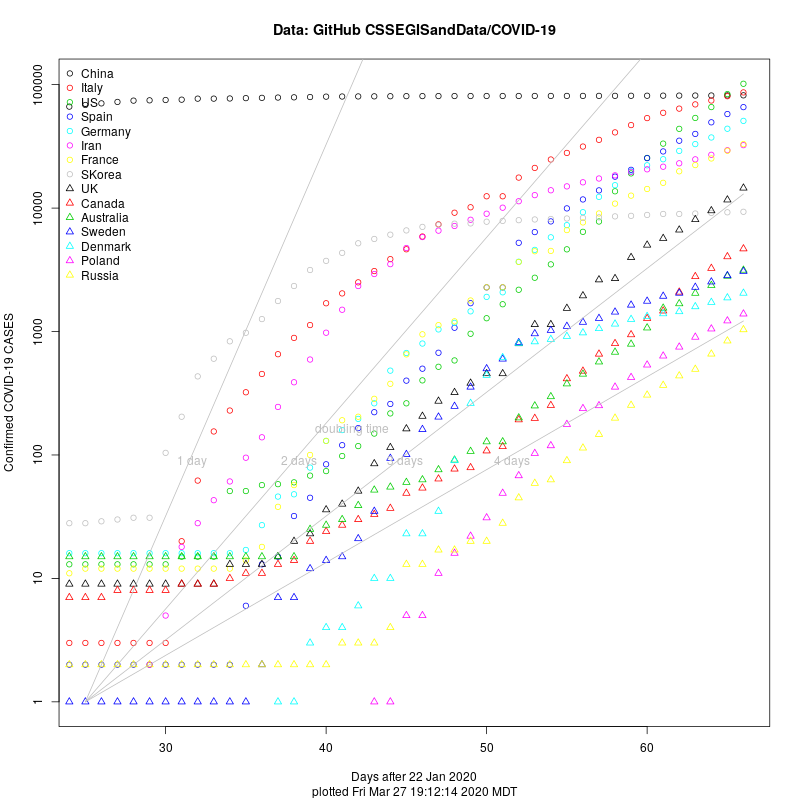 Data: GitHub CSSEGISandData/COVID-19
China
Italy
US
Spain
Germany
Iran
France
SKorea
UK
Canada
Australia
Sweden
Denmark
Poland
Russia
doubling time
1 day
2 days
3 days
4 days
Confirmed COVID-19 CASES
100000
10000
1000
100
10
1
30
40
50
60
Days after 22 Jan 2020
plotted Fri Mar 27 19:12:14 2020 MDT